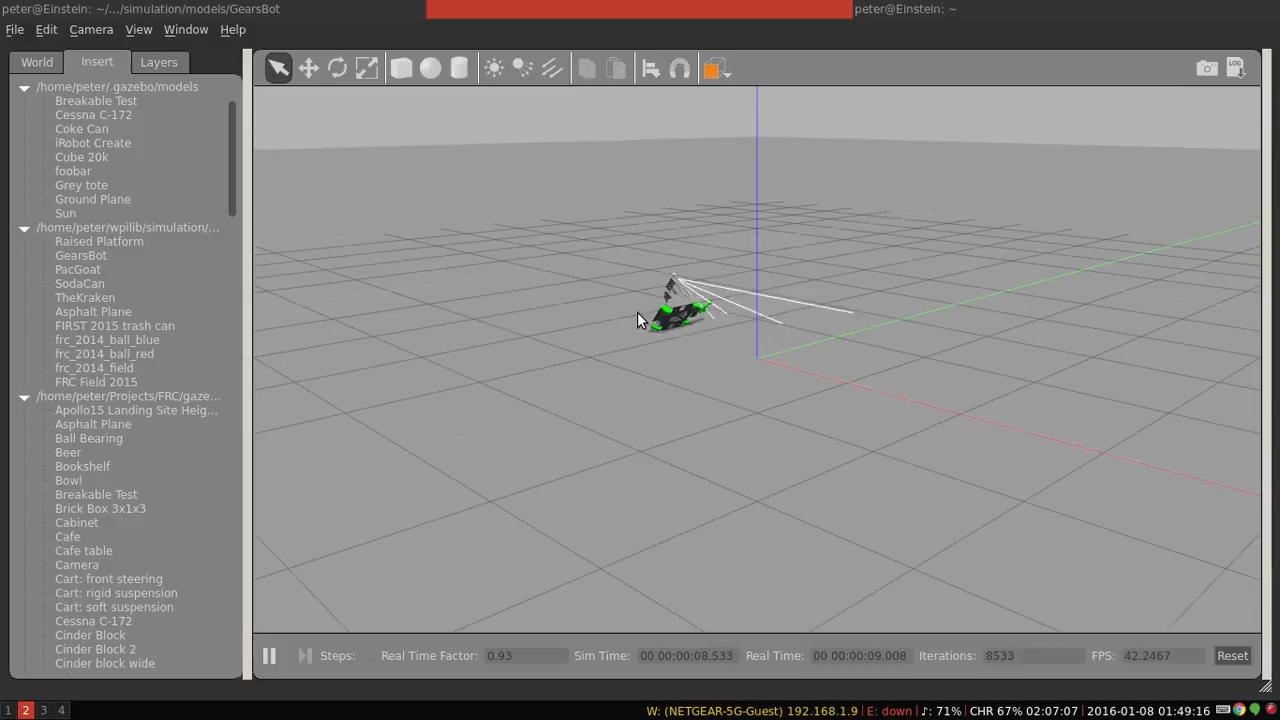 peter@Einstein: ~/.../simulation/models/GearsBot
peter@Einstein: ~
File Edit Camera View Window Help
World Insert Layers
/home/peter/.gazebo/models
Breakable Test
Cessna C-172
Coke Can
iRobot Create
Cube 20k
foobar
Grey tote
Ground Plane
Sun
/home/peter/wpilib/simulation/...
Raised Platform
GearsBot
PacGoat
SodaCan
TheKraken
Asphalt Plane
FIRST 2015 trash can
frc_2014_ball_blue
frc_2014_ball_red
frc_2014_field
FRC Field 2015
/home/peter/Projects/FRC/gaze...
Apollo15 Landing Site Heig...
Asphalt Plane
Ball Bearing
Beer
Bookshelf
Bowl
Breakable Test
Brick Box 3x1x3
Cabinet
Cafe
Cafe table
Camera
Cart: front steering
Cart: rigid suspension
Cart: soft suspension
Cessna C-172
Cinder Block
Cinder Block 2
Cinder block wide
LOG
Steps: Real Time Factor: 0.93 Sim Time: 00 00:00:08.533 Real Time: 00 00:00:09.008 Iterations: 8533 FPS: 42.2467 Reset
1 2 3 4
W: (NETGEAR-5G-Guest) 192.168.1.9 | E: down | ♪: 71% | CHR 67% 02:07:07 | 2016-01-08 01:49:16